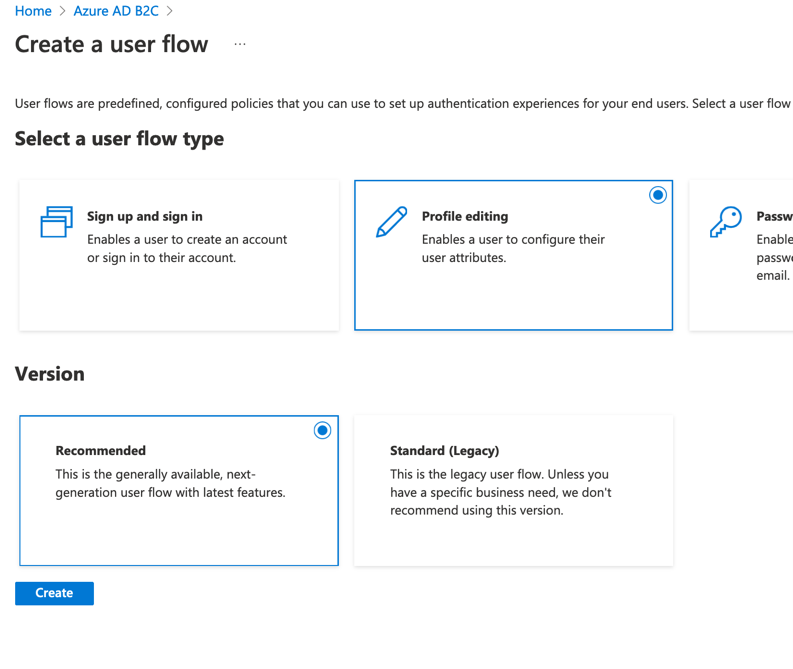 Home > Azure AD B2C >
Create a user flow ...
User flows are predefined, configured policies that you can use to set up authentication experiences for your end users. Select a user flow
Select a user flow type
Sign up and sign in
Enables a user to create an account
or sign in to their account.
Profile editing
Enables a user to configure their
user attributes.
Passw
Enable
passwo
email.
Version
Recommended
This is the generally available, next-
generation user flow with latest features.
Standard (Legacy)
This is the legacy user flow. Unless you
have a specific business need, we don't
recommend using this version.
Create